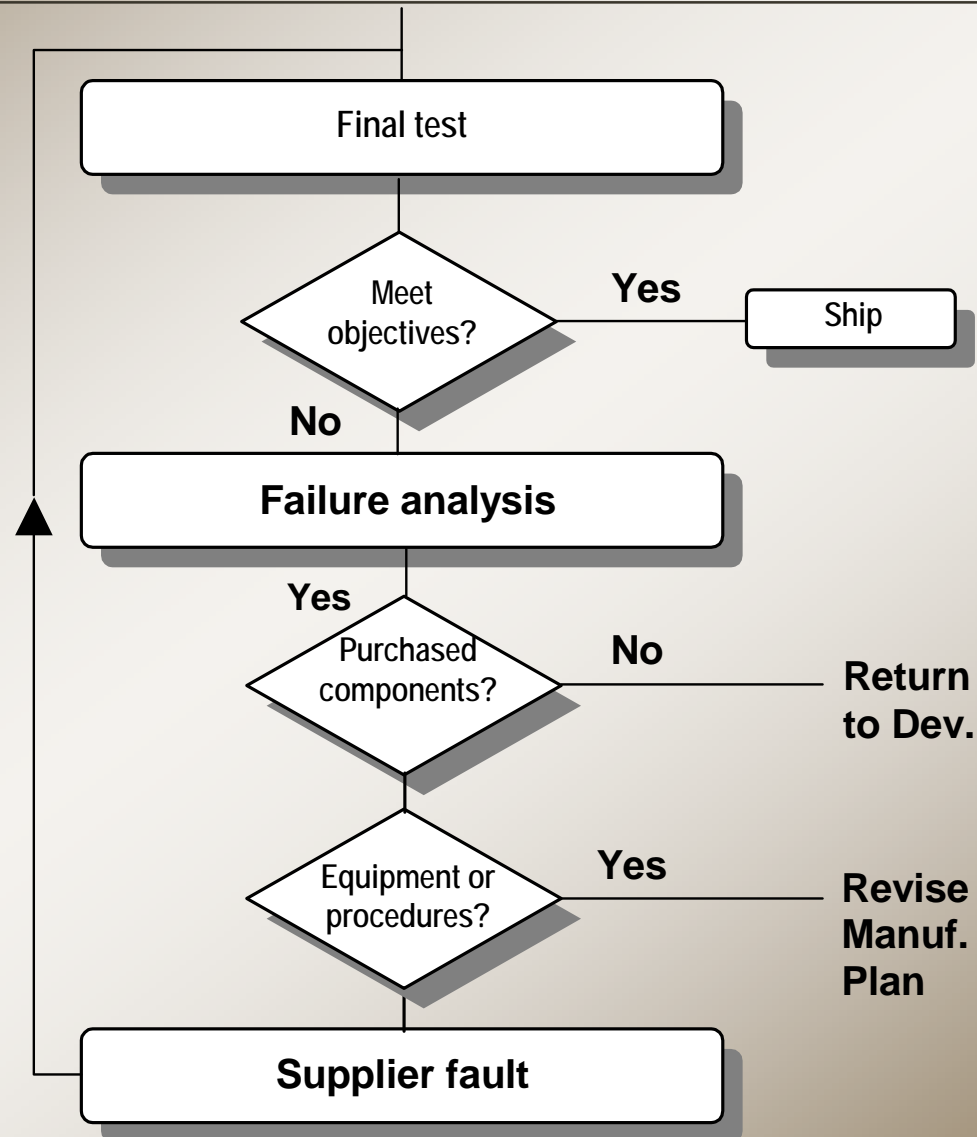 Final test
Meet
objectives?
Yes
Ship
No
Failure analysis
Yes
Purchased
components?
No
Return
to Dev.
Equipment or
procedures?
Yes
Revise
Manuf.
Plan
Supplier fault